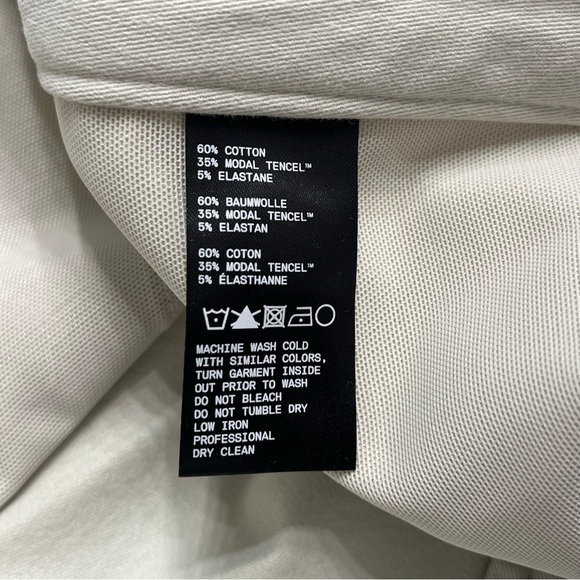 60% COTTON
35% MODAL TENCEL™
5% ELASTANE
60% BAUMWOLLE
35% MODAL TENCEL™
5% ELASTAN
60% COTON
35% MODAL TENCEL™
5% ÉLASTHANNE
MACHINE WASH COLD
WITH SIMILAR COLORS,
TURN GARMENT INSIDE
OUT PRIOR TO WASH
DO NOT BLEACH
DO NOT TUMBLE DRY
LOW IRON
PROFESSIONAL
DRY CLEAN